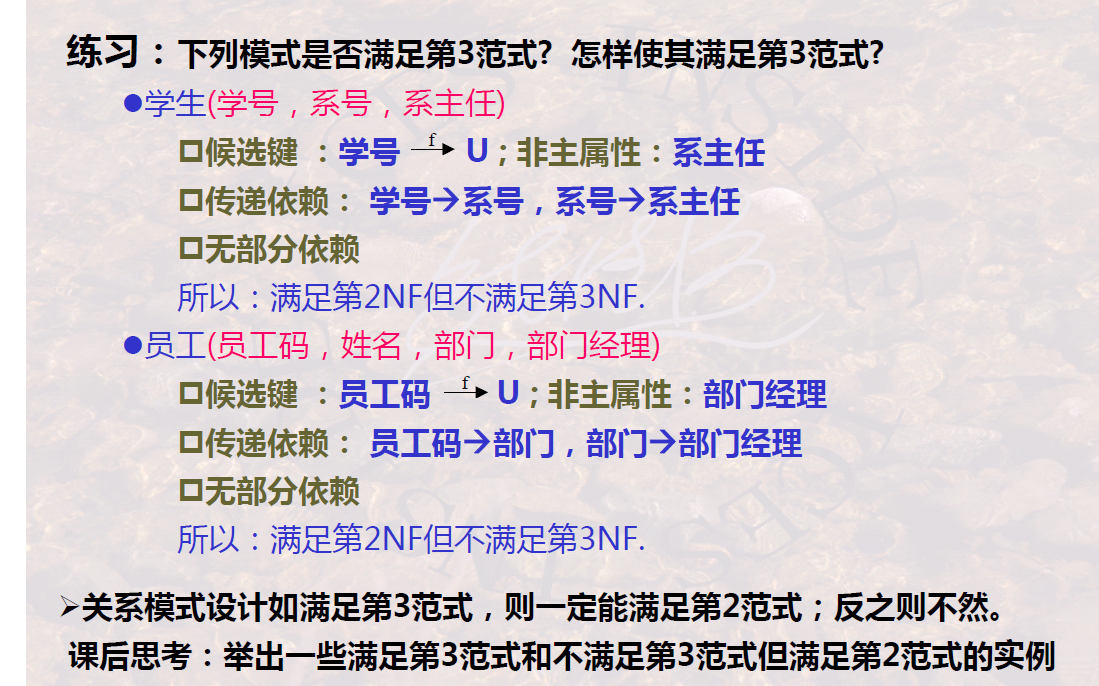 练习：下列模式是否满足第3范式？怎样使其满足第3范式?
●学生(学号，系号，系主任)
候选键 ：学号 f→ U；非主属性：系主任
传递依赖： 学号→系号，系号→系主任
无部分依赖
所以：满足第2NF但不满足第3NF.
●员工(员工码，姓名，部门，部门经理)
候选键 ：员工码 f→ U；非主属性：部门经理
传递依赖： 员工码→部门，部门→部门经理
无部分依赖
所以：满足第2NF但不满足第3NF.
➢关系模式设计如满足第3范式，则一定能满足第2范式；反之则不然。
课后思考：举出一些满足第3范式和不满足第3范式但满足第2范式的实例